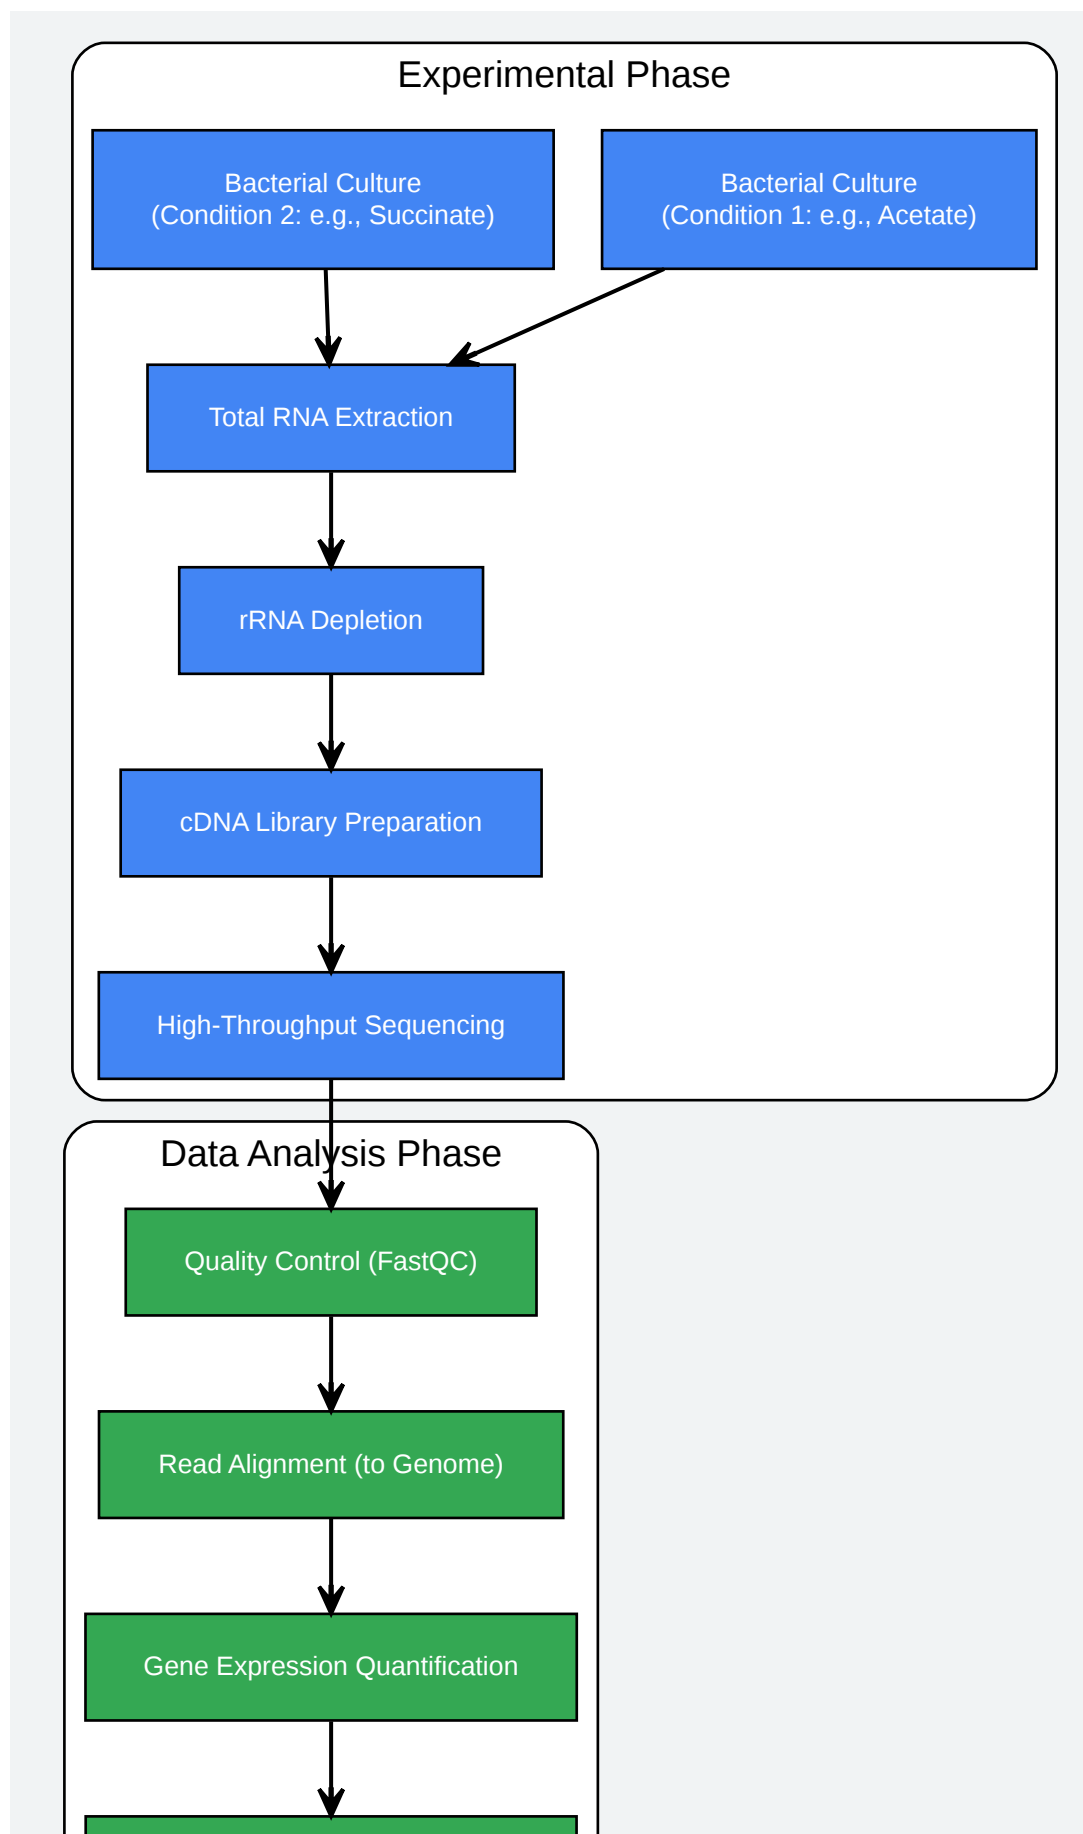 Experimental Phase
Bacterial Culture
(Condition 2: e.g., Succinate)
Bacterial Culture
(Condition 1: e.g., Acetate)
Total RNA Extraction
rRNA Depletion
cDNA Library Preparation
High-Throughput Sequencing
Data Analysis Phase
Quality Control (FastQC)
Read Alignment (to Genome)
Gene Expression Quantification